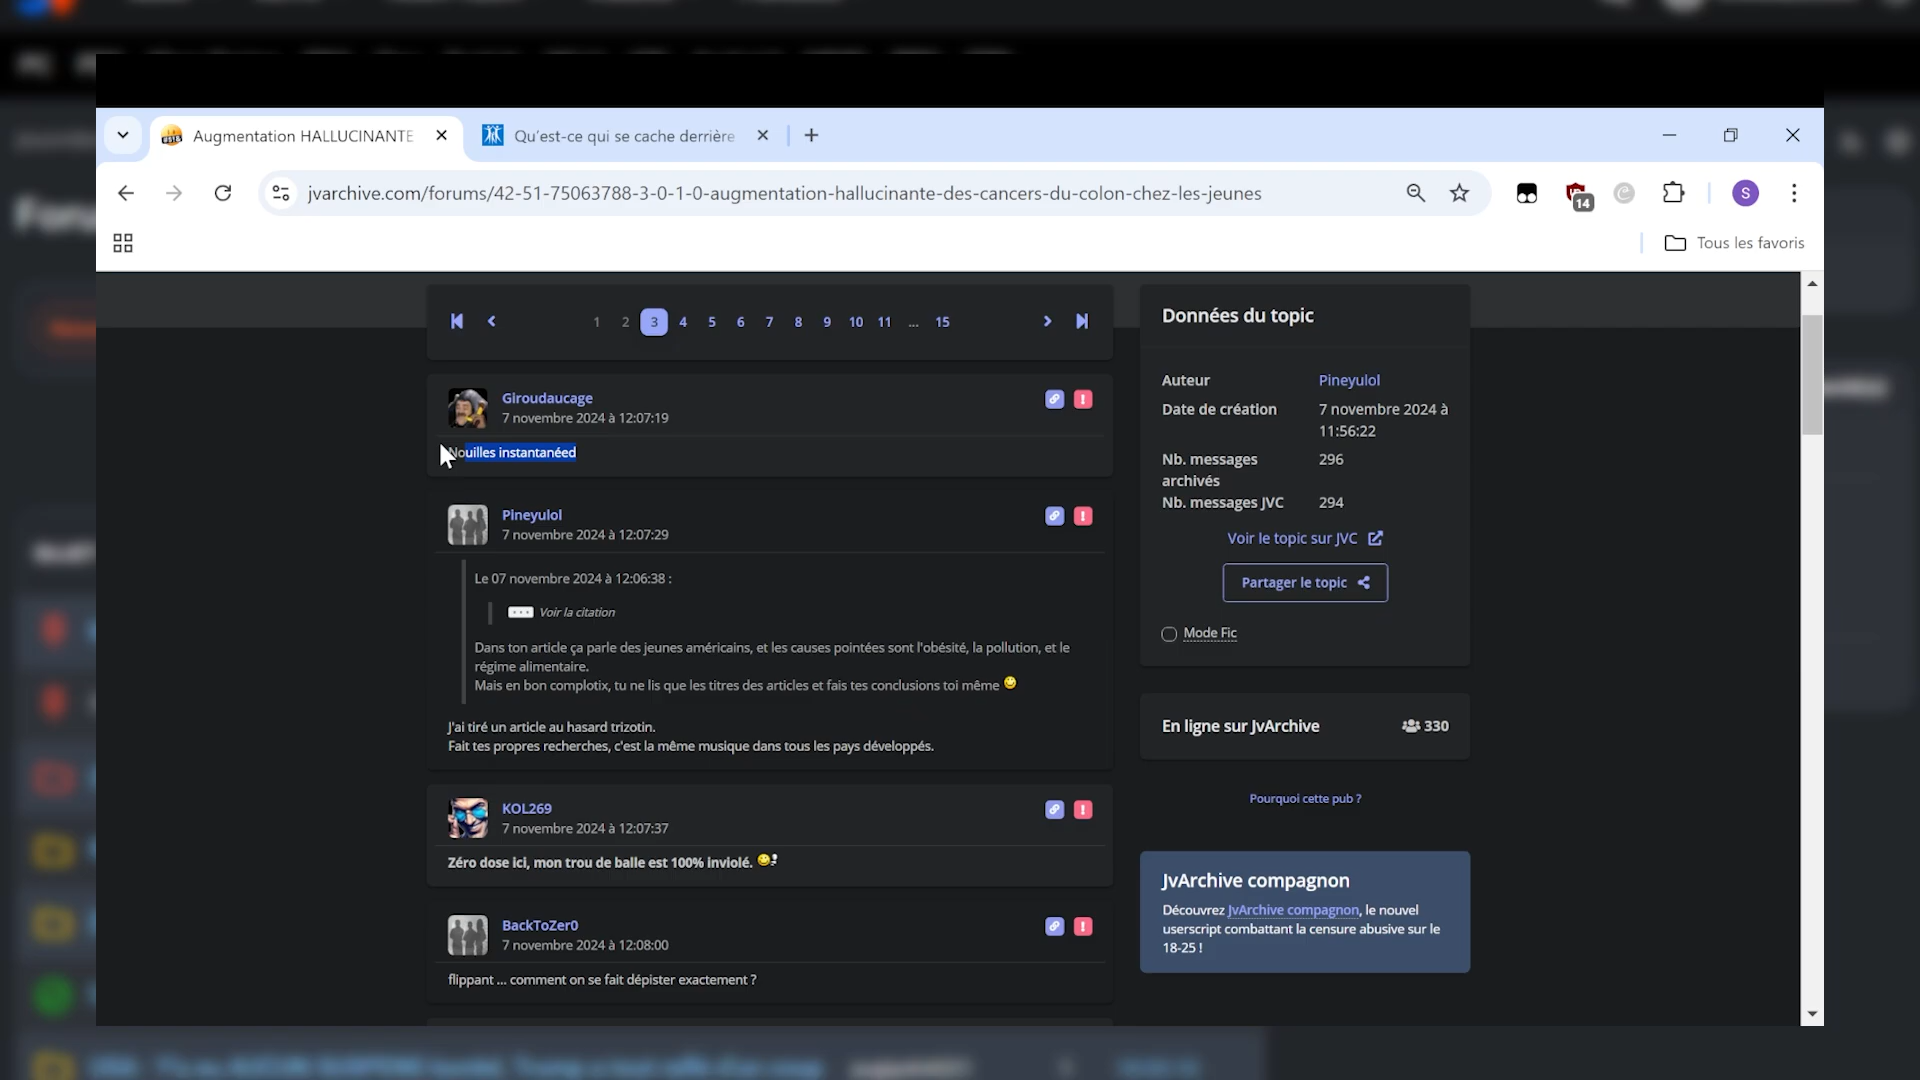 Augmentation HALLUCINANTE
Qu'est-ce qui se cache derrière
jvarchive.com/forums/42-51-75063788-3-0-1-0-augmentation-hallucinante-des-cancers-du-colon-chez-les-jeunes
14
S
Tous les favoris
1 2 3 4 5 6 7 8 9 10 11 ... 15
Giroudaucage
7 novembre 2024 à 12:07:19
Nouilles instantanéed
Pineyulol
7 novembre 2024 à 12:07:29
Le 07 novembre 2024 à 12:06:38 :
Voir la citation
Dans ton article ça parle des jeunes américains, et les causes pointées sont l'obésité, la pollution, et le
régime alimentaire.
Mais en bon complotix, tu ne lis que les titres des articles et fais tes conclusions toi même
J'ai tiré un article au hasard trizotin.
Fait tes propres recherches, c'est la même musique dans tous les pays développés.
KOL269
7 novembre 2024 à 12:07:37
Zéro dose ici, mon trou de balle est 100% inviolé.
BackToZer0
7 novembre 2024 à 12:08:00
flippant ... comment on se fait dépister exactement ?
Données du topic
Auteur Pineyulol
Date de création 7 novembre 2024 à
11:56:22
Nb. messages 296
archivés
Nb. messages JVC 294
Voir le topic sur JVC
Partager le topic
Mode Fic
En ligne sur JvArchive 330
Pourquoi cette pub ?
JvArchive compagnon
Découvrez JvArchive compagnon, le nouvel
userscript combattant la censure abusive sur le
18-25 !